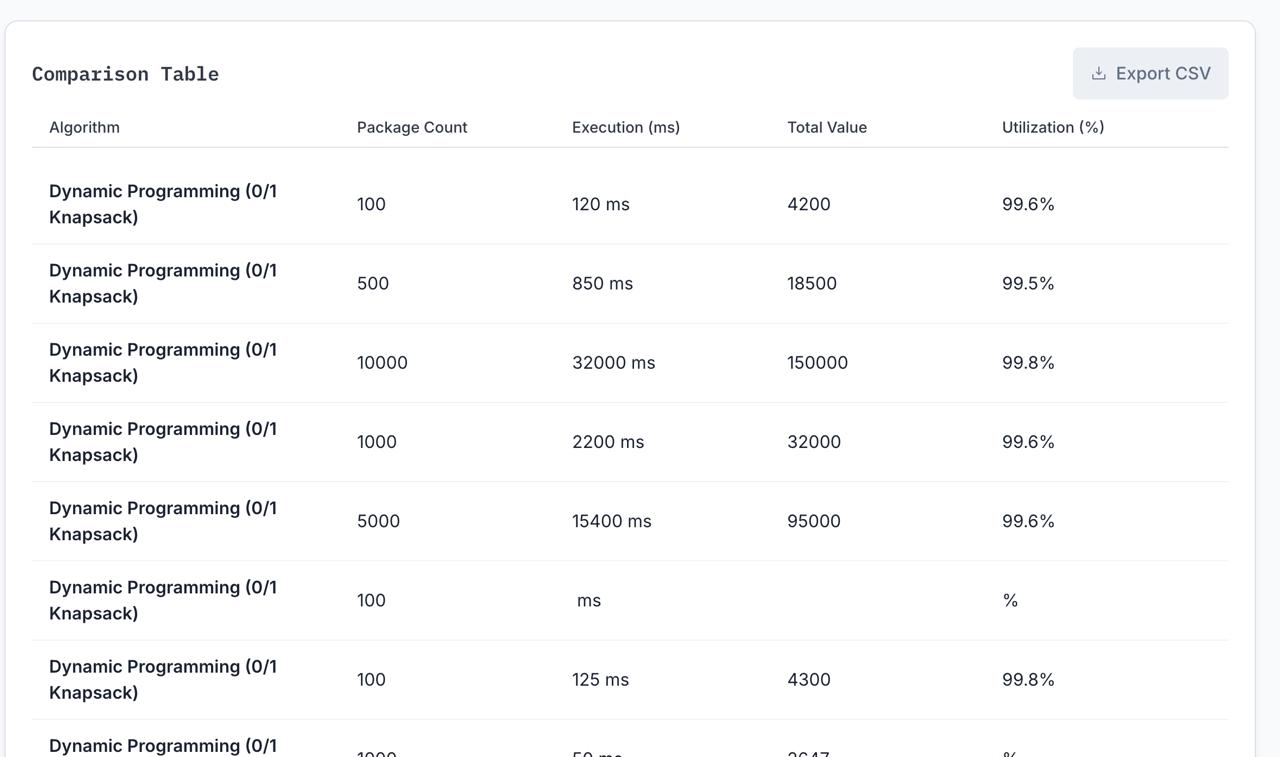 Comparison Table
Export CSV
Algorithm Package Count Execution (ms) Total Value Utilization (%)
Dynamic Programming (0/1
Knapsack) 100 120 ms 4200 99.6%
Dynamic Programming (0/1
Knapsack) 500 850 ms 18500 99.5%
Dynamic Programming (0/1
Knapsack) 10000 32000 ms 150000 99.8%
Dynamic Programming (0/1
Knapsack) 1000 2200 ms 32000 99.6%
Dynamic Programming (0/1
Knapsack) 5000 15400 ms 95000 99.6%
Dynamic Programming (0/1
Knapsack) 100 ms %
Dynamic Programming (0/1
Knapsack) 100 125 ms 4300 99.8%
Dynamic Programming (0/1